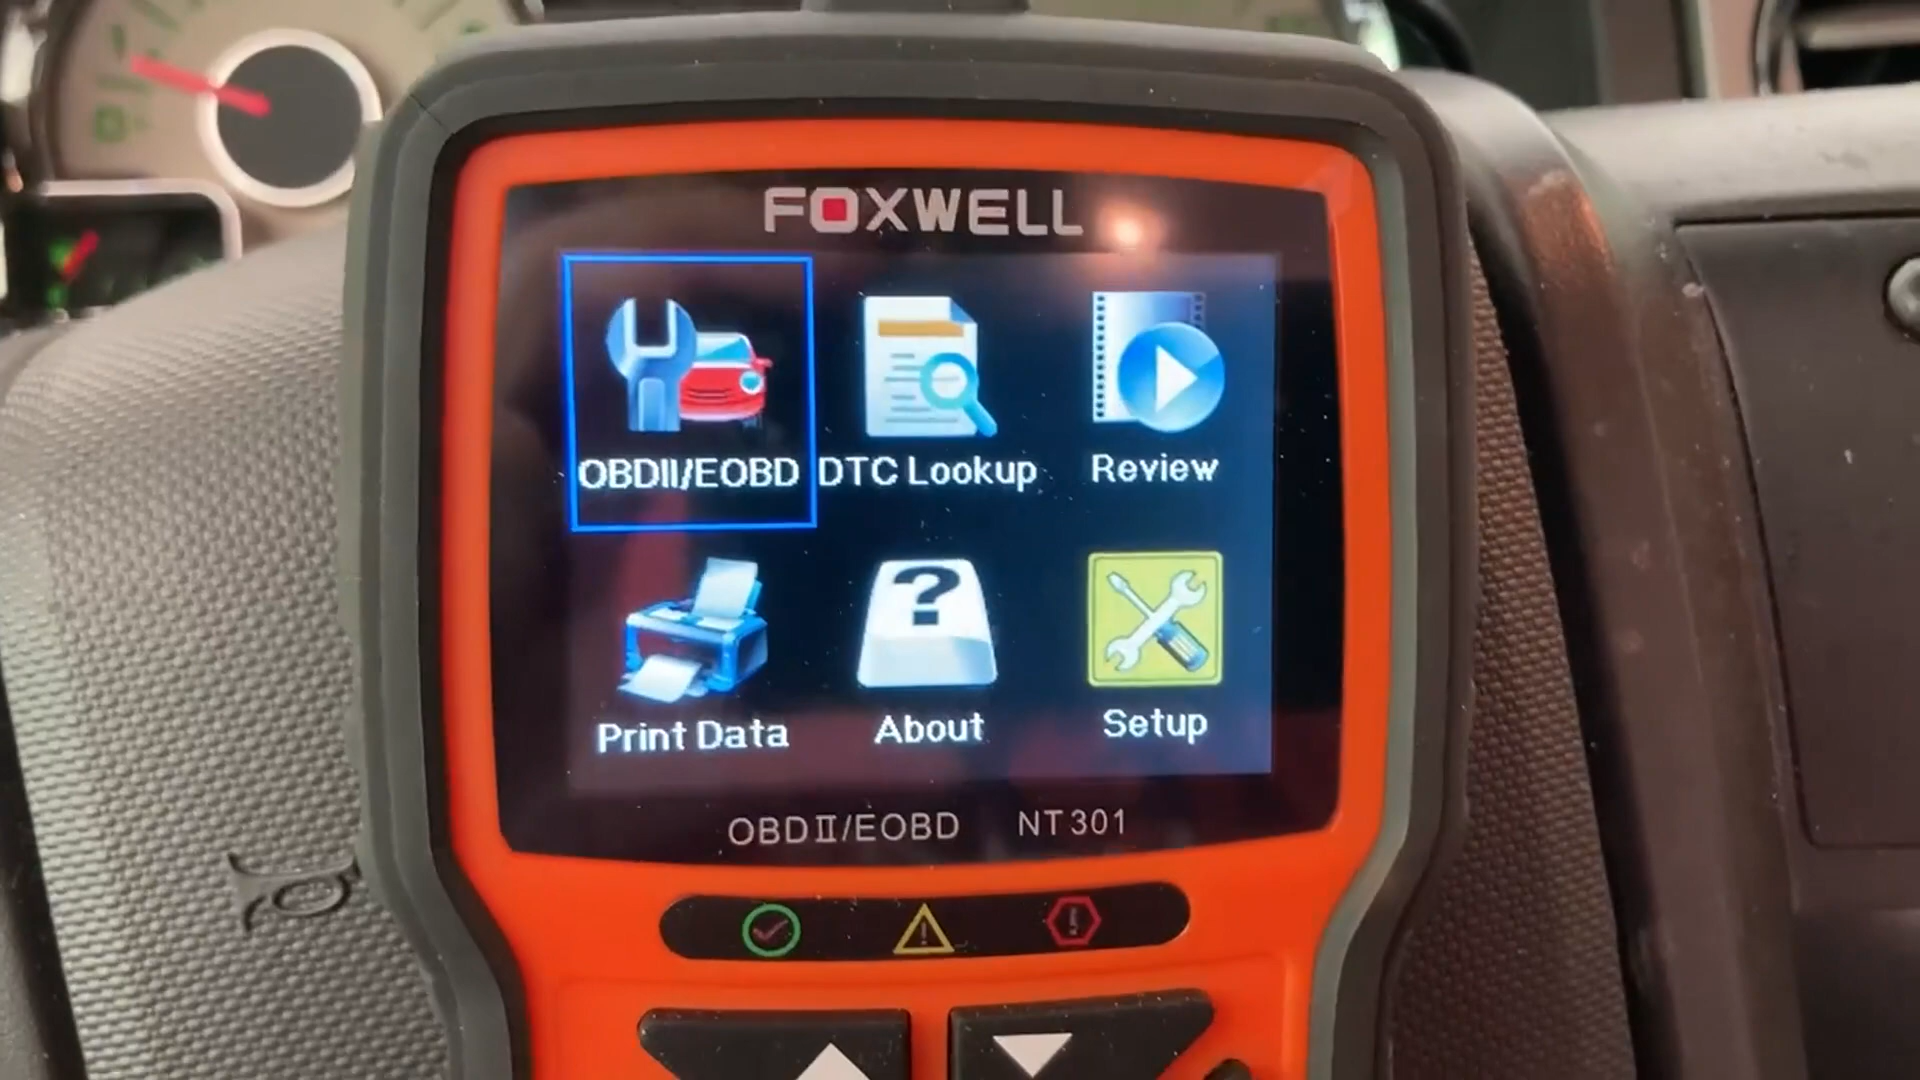 FOXWELL
OBDII/EOBD DTC Lookup Review
?
Print Data About Setup
OBDⅡ/EOBD NT301